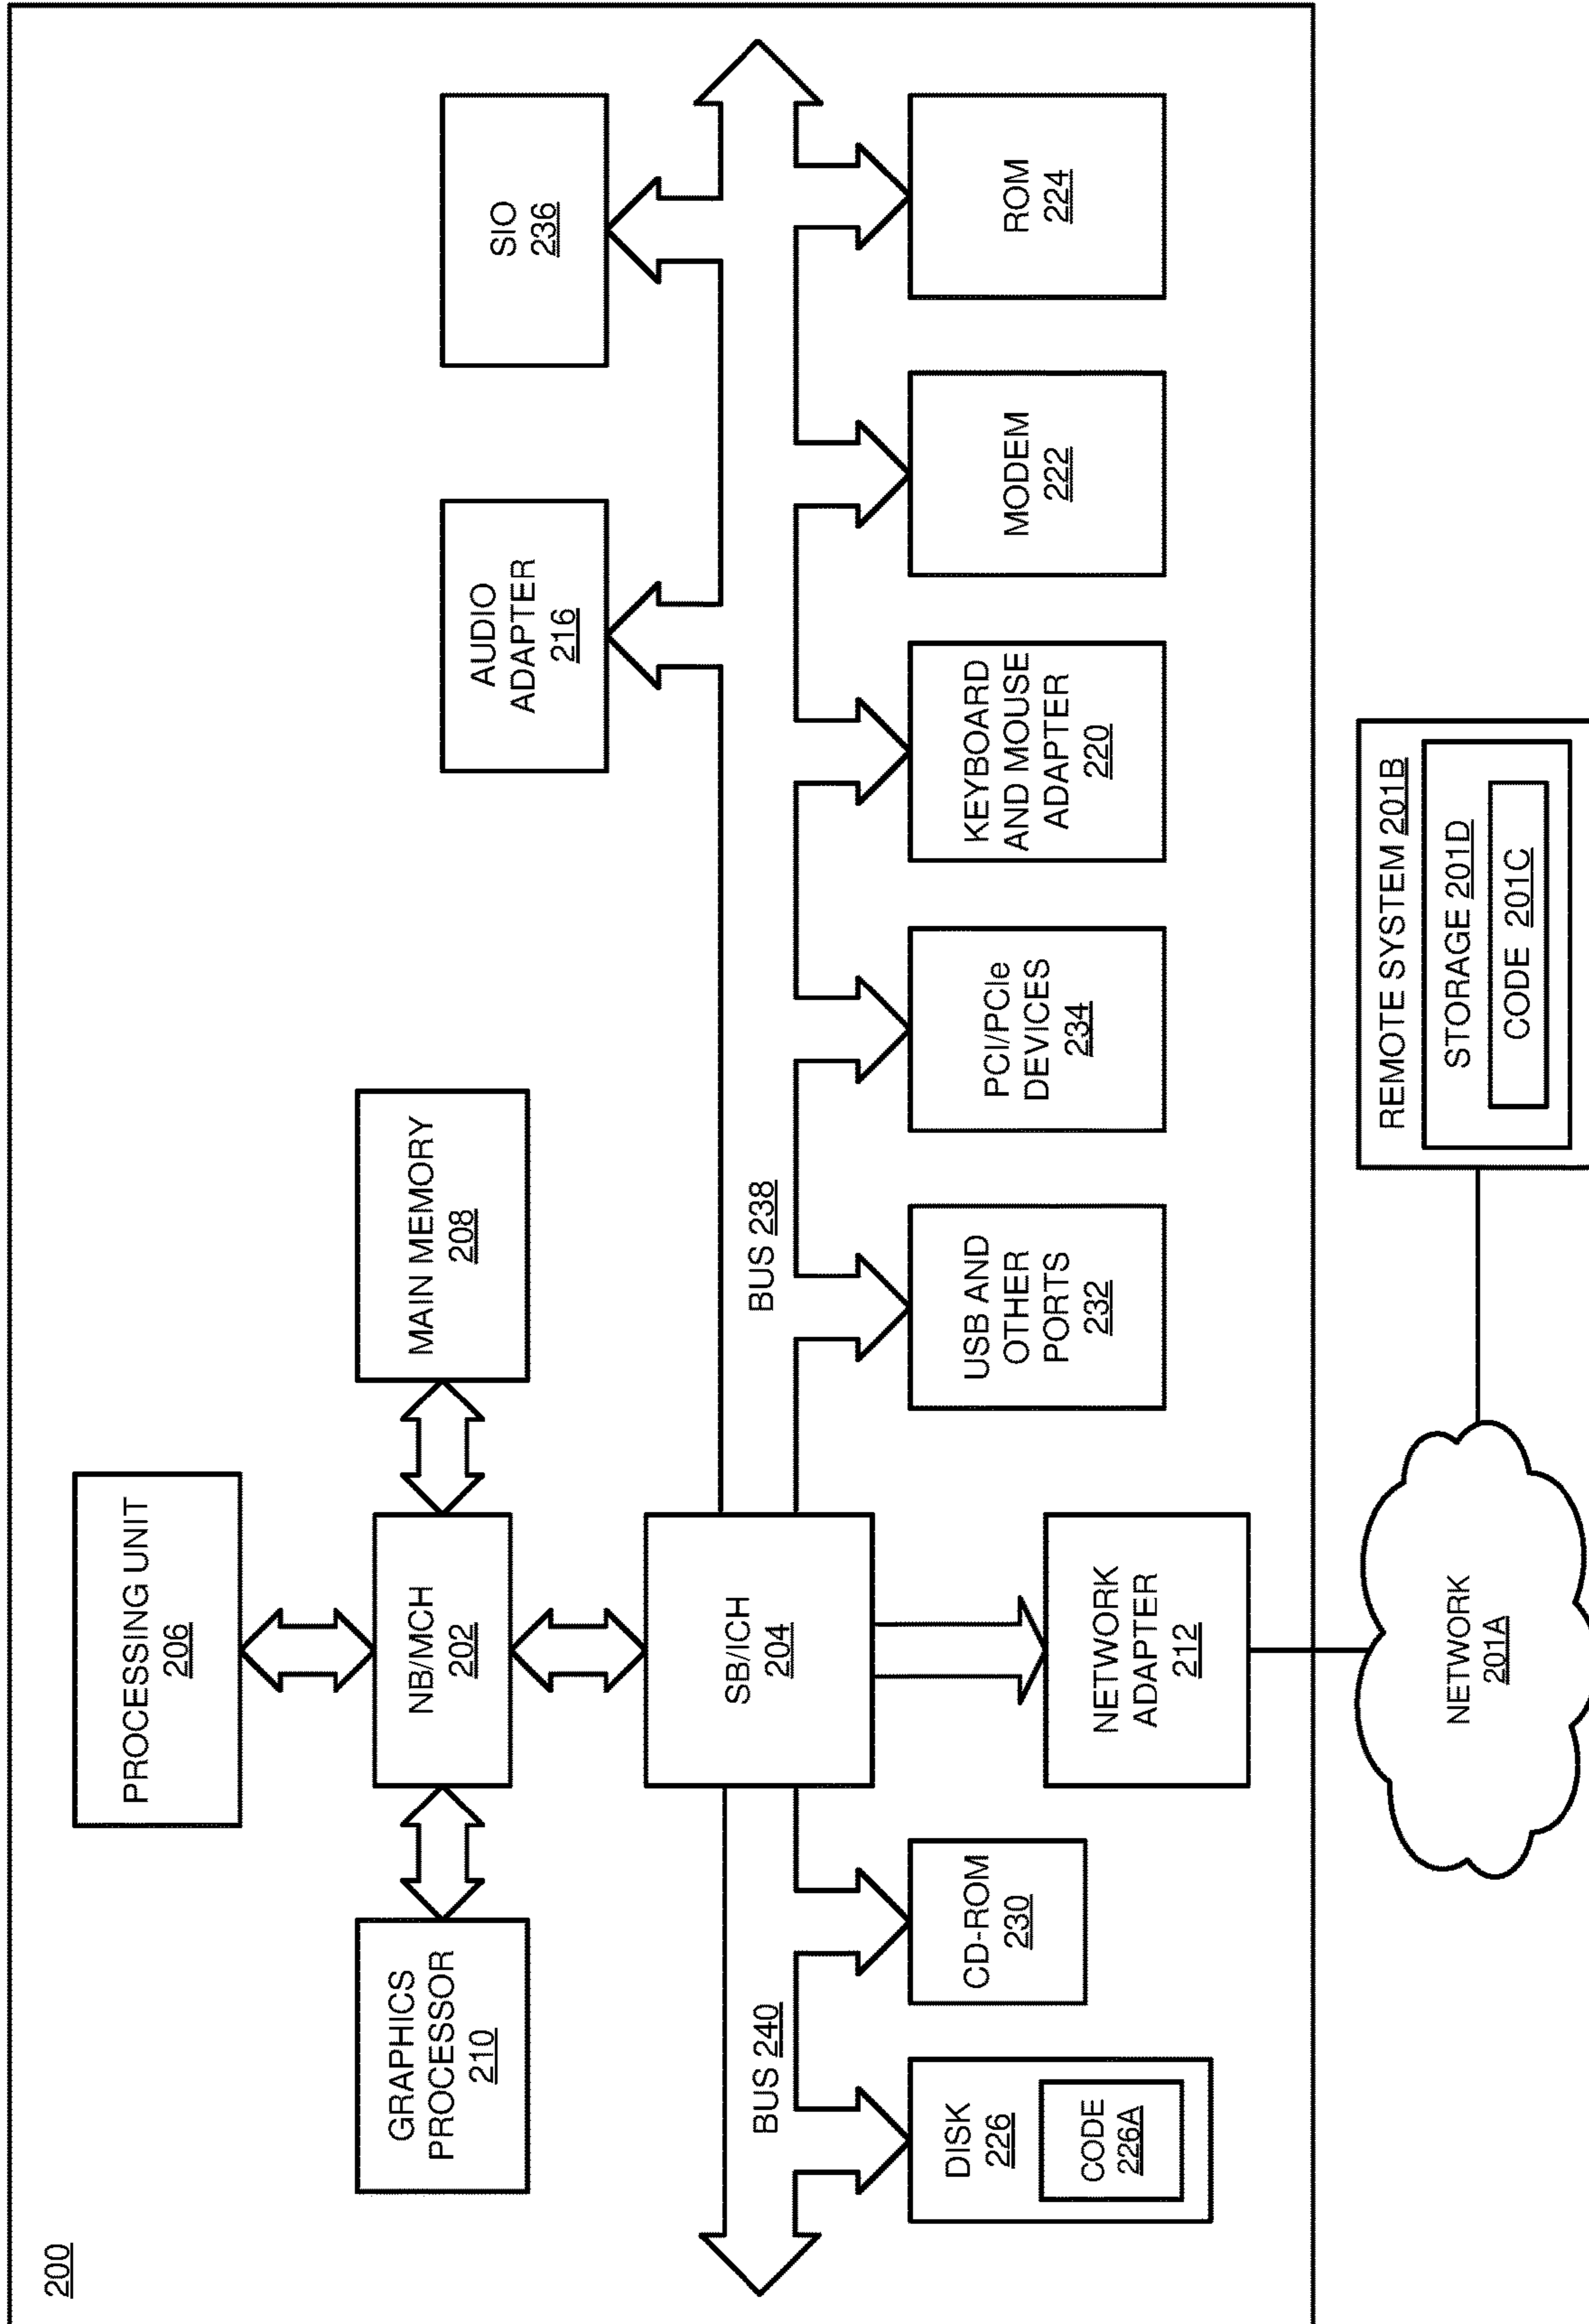 200
PROCESSING UNIT
206
GRAPHICS
PROCESSOR
210
NB/MCH
202
MAIN MEMORY
208
AUDIO
ADAPTER
216
SIO
236
SB/ICH
204
BUS 240
BUS 238
DISK
226
CODE
226A
CD-ROM
230
NETWORK
ADAPTER
212
USB AND
OTHER
PORTS
232
PCI/PCIe
DEVICES
234
KEYBOARD
AND MOUSE
ADAPTER
220
MODEM
222
ROM
224
NETWORK
201A
REMOTE SYSTEM 201B
STORAGE 201D
CODE 201C